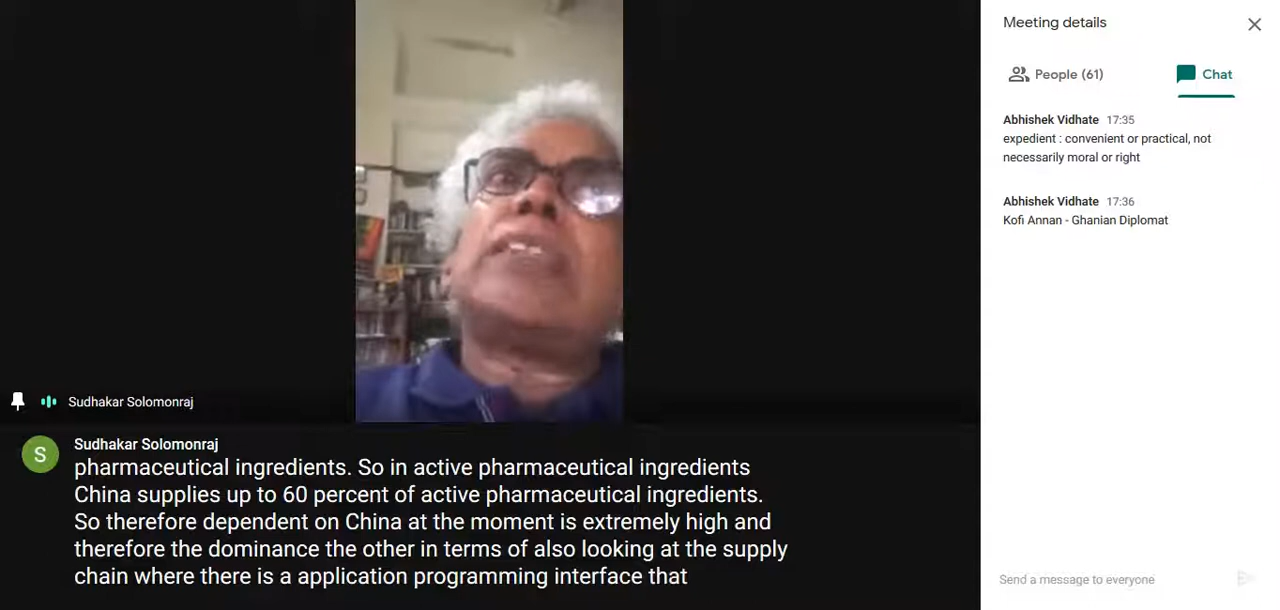 Meeting details
People (61)
Chat
Abhishek Vidhate 17:35
expedient : convenient or practical, not
necessarily moral or right
Abhishek Vidhate 17:36
Kofi Annan - Ghanian Diplomat
Sudhakar Solomonraj
S
Sudhakar Solomonraj
pharmaceutical ingredients. So in active pharmaceutical ingredients
China supplies up to 60 percent of active pharmaceutical ingredients.
So therefore dependent on China at the moment is extremely high and
therefore the dominance the other in terms of also looking at the supply
chain where there is a application programming interface that
Send a message to everyone